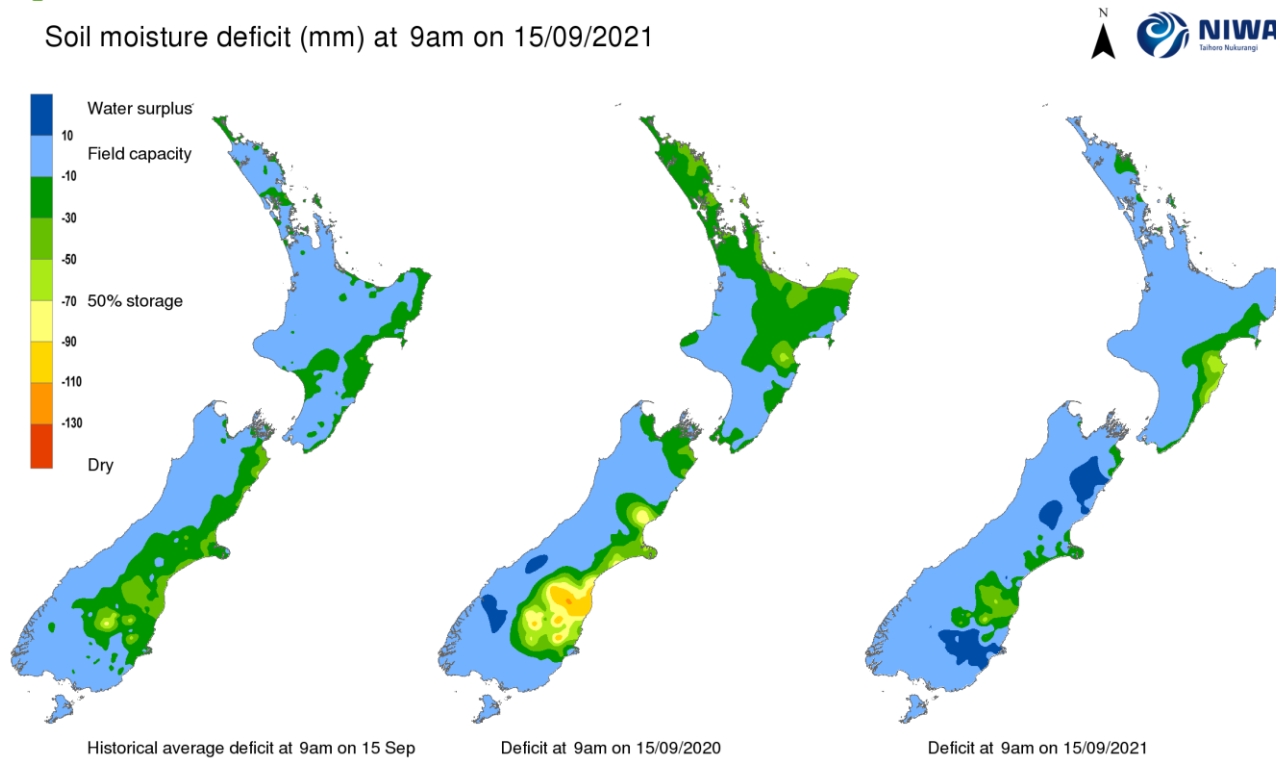 Soil moisture deficit (mm) at 9am on 15/09/2021
N
NIWA
Taihoro Nukurangi
Water surplus
10
Field capacity
-10
-30
-50
-70
50% storage
-90
-110
-130
Dry
Historical average deficit at 9am on 15 Sep
Deficit at 9am on 15/09/2020
Deficit at 9am on 15/09/2021